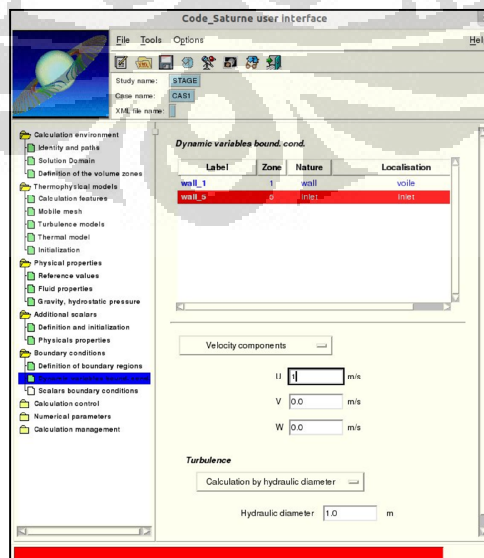 Code_Saturne user interface
File Tools Options Hel
Study name: STAGE
Case name: CAS1
XML file name:
Calculation environment
Identity and paths
Solution Domain
Definition of the volume zones
Thermophysical models
Calculation features
Mobile mesh
Turbulence models
Thermal model
Initialization
Physical properties
Reference values
Fluid properties
Gravity, hydrostatic pressure
Additional scalars
Definition and initialization
Physicals properties
Boundary conditions
Definition of boundary regions
Scalars boundary conditions
Calculation control
Numerical parameters
Calculation management
Dynamic variables bound. cond.
Label Zone Nature Localisation
wall_1 1 wall voile
wall_5 inlet Inlet
Velocity components
U 1 m/s
V 0.0 m/s
W 0.0 m/s
Turbulence
Calculation by hydraulic diameter
Hydraulic diameter 1.0 m